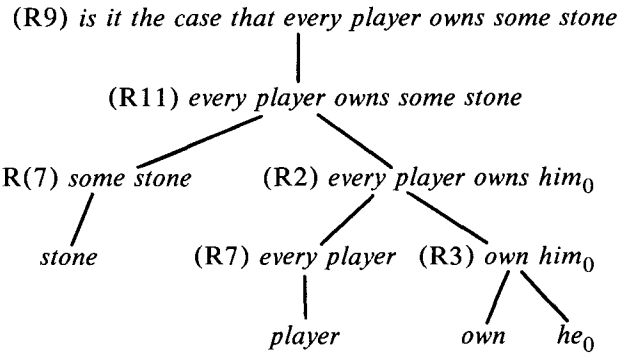 (R9) is it the case that every player owns some stone
(R11) every player owns some stone
R(7) some stone (R2) every player owns him₀
stone (R7) every player (R3) own him₀
player own he₀